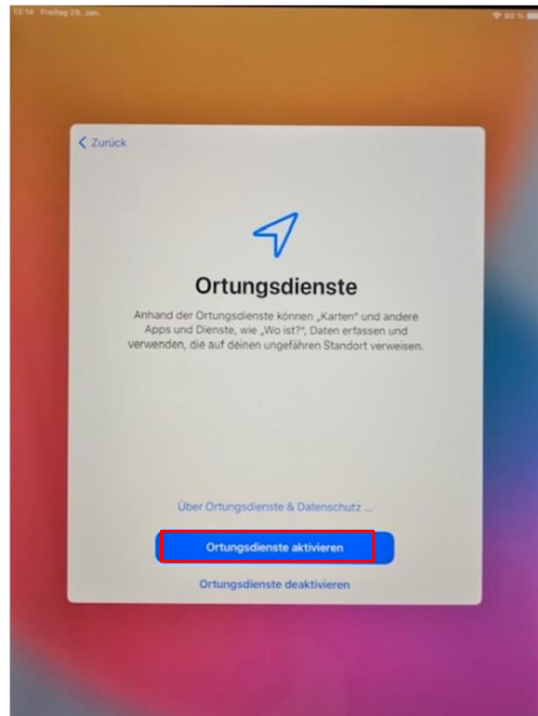 13:14 Freitag 29. Jan.
90 %
Zurück
Ortungsdienste
Anhand der Ortungsdienste können „Karten“ und andere
Apps und Dienste, wie „Wo ist?“, Daten erfassen und
verwenden, die auf deinen ungefähren Standort verweisen.
Über Ortungsdienste & Datenschutz ...
Ortungsdienste aktivieren
Ortungsdienste deaktivieren